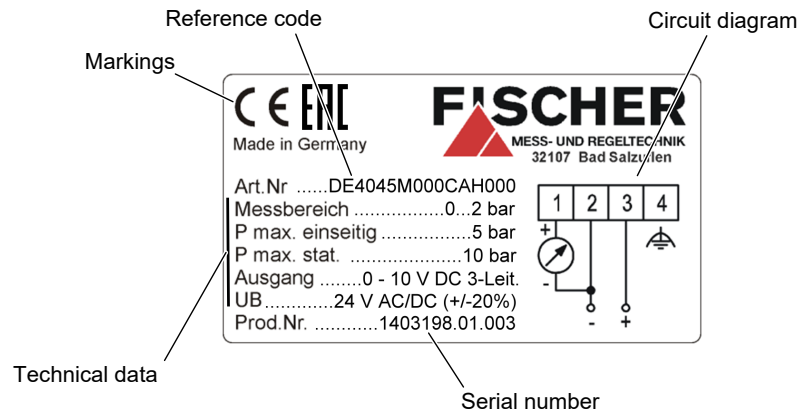 Reference code
Circuit diagram
Markings
CE EAC
FISCHER
Made in Germany
MESS- UND REGELTECHNIK
32107 Bad Salzuflen
Art.Nr ......DE4045M000CAH000
Messbereich ................0...2 bar
P max. einseitig ................5 bar
P max. stat. ....................10 bar
Ausgang ........0 - 10 V DC 3-Leit.
UB.............24 V AC/DC (+/-20%)
Prod.Nr. ............1403198.01.003
1 2 3 4
+
-
- +
Technical data
Serial number